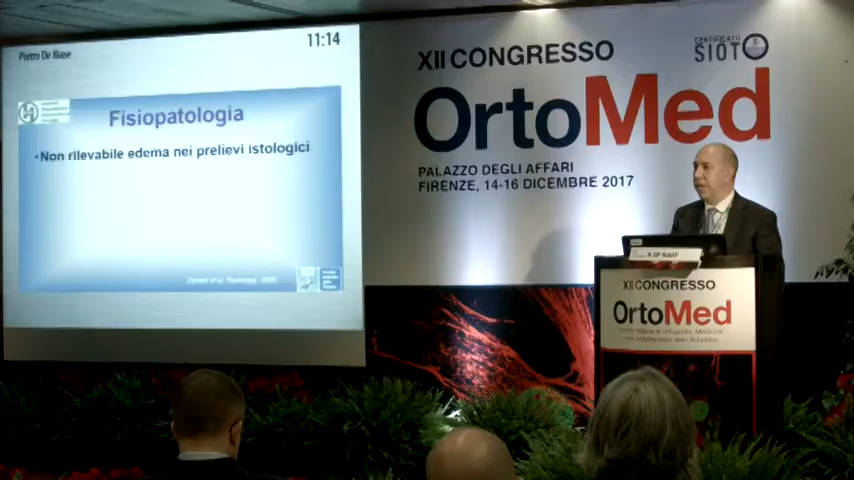 Pietro De Biase
11:14
Fisiopatologia
•Non rilevabile edema nei prelievi istologici
XII CONGRESSO
CERTIFICATO
SIOT
OrtoMed
PALAZZO DEGLI AFFARI
FIRENZE, 14-16 DICEMBRE 2017
XII CONGRESSO
OrtoMed